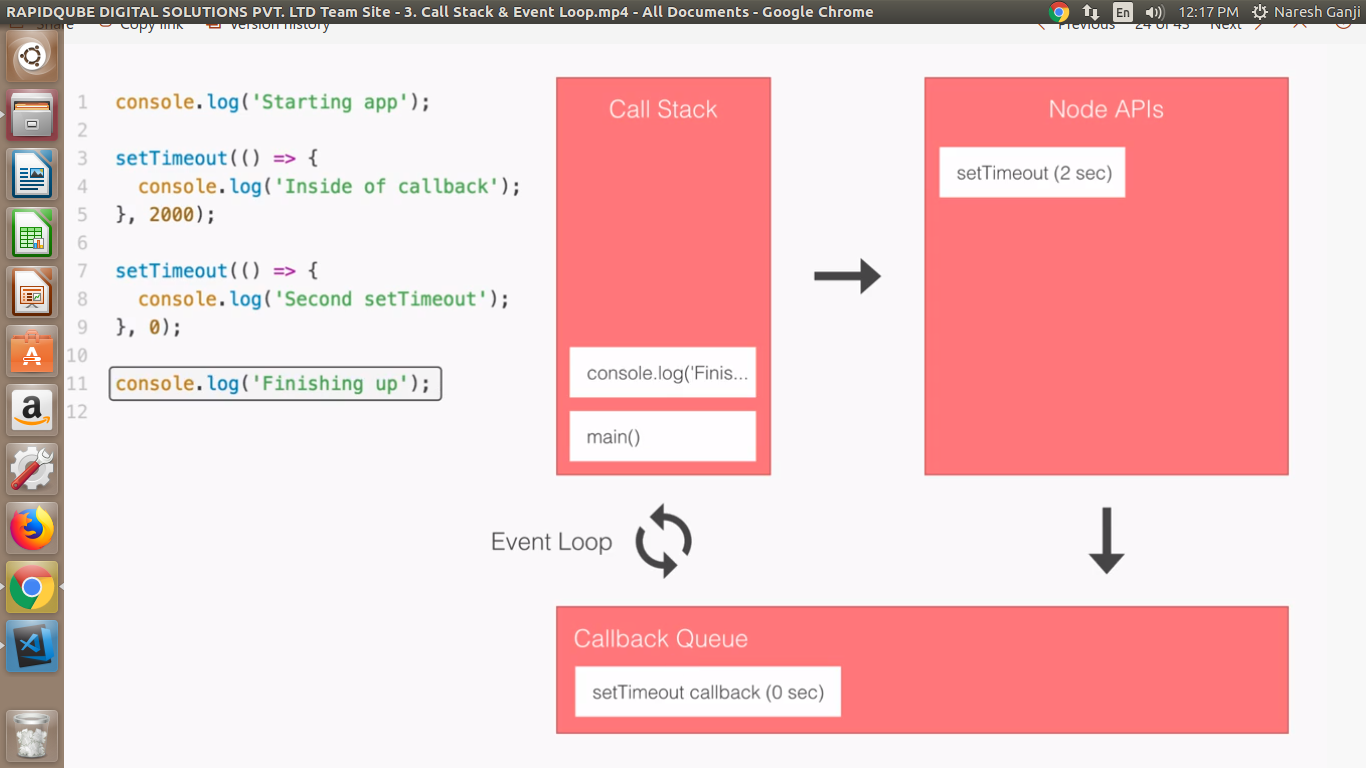 RAPIDQUBE DIGITAL SOLUTIONS PVT. LTD Team Site - 3. Call Stack & Event Loop.mp4 - All Documents - Google Chrome
En
12:17 PM
Naresh Ganji
Share
Copy link
Version history
Previous
24 of 43
Next
1 console.log('Starting app');
2
3 setTimeout(() => {
4 console.log('Inside of callback');
5 }, 2000);
6
7 setTimeout(() => {
8 console.log('Second setTimeout');
9 }, 0);
10
11 console.log('Finishing up');
12
Call Stack
console.log('Finis...
main()
Node APIs
setTimeout (2 sec)
Event Loop
Callback Queue
setTimeout callback (0 sec)